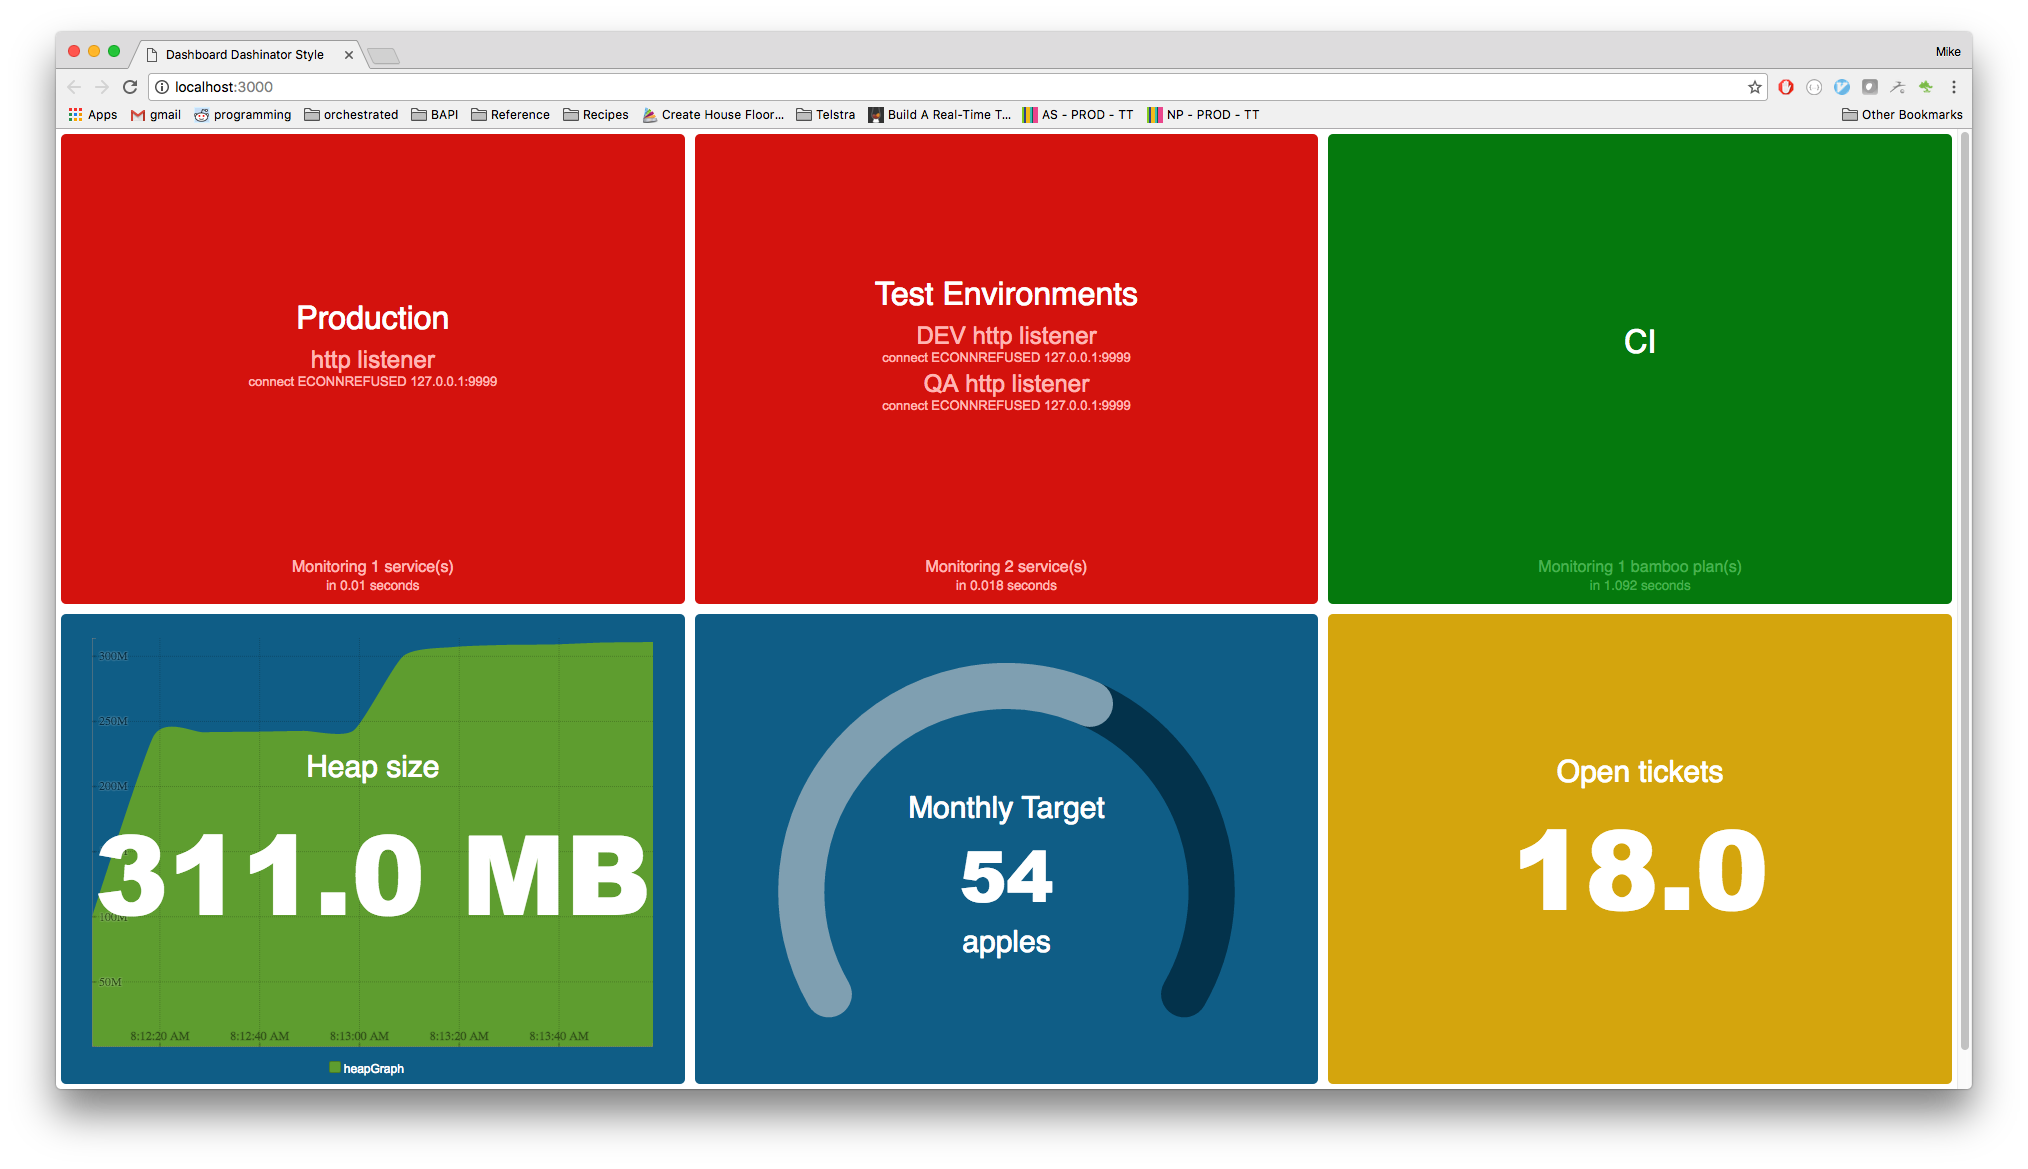 Dashboard Dashinator Style
Mike
localhost:3000
Apps gmail programming orchestrated BAPI Reference Recipes Create House Floor... Telstra Build A Real-Time T... AS - PROD - TT NP - PROD - TT Other Bookmarks
Production
http listener
connect ECONNREFUSED 127.0.0.1:9999
Monitoring 1 service(s)
in 0.01 seconds
Test Environments
DEV http listener
connect ECONNREFUSED 127.0.0.1:9999
QA http listener
connect ECONNREFUSED 127.0.0.1:9999
Monitoring 2 service(s)
in 0.018 seconds
CI
Monitoring 1 bamboo plan(s)
in 1.092 seconds
300M
250M
Heap size
200M
311.0 MB
100M
50M
8:12:20 AM 8:12:40 AM 8:13:00 AM 8:13:20 AM 8:13:40 AM
heapGraph
Monthly Target
54
apples
Open tickets
18.0